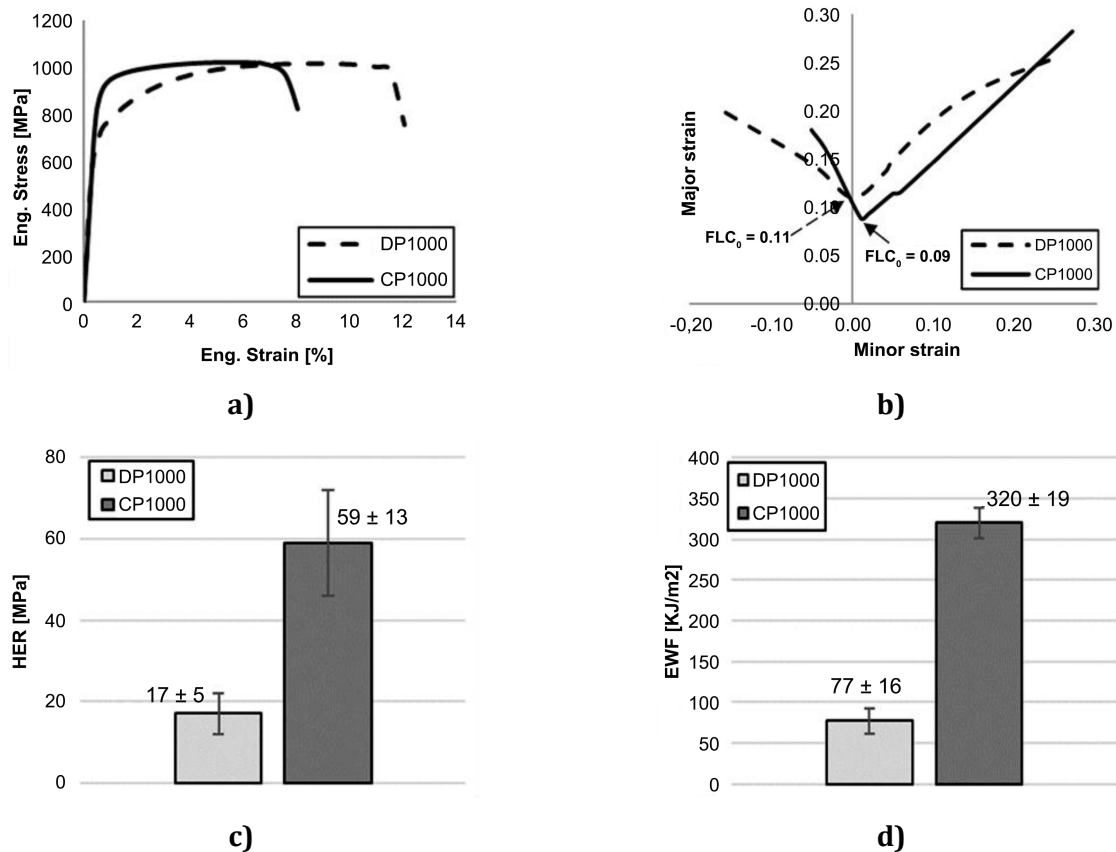 1200
1000
800
600
400
200
0
0 2 4 6 8 10 12 14
Eng. Stress [MPa]
Eng. Strain [%]
DP1000
CP1000
a)
0.30
0.25
0.20
0.15
0.10
0.05
0.00
-0,20 -0.10 0.00 0.10 0.20 0.30
Major strain
Minor strain
FLC0 = 0.11
FLC0 = 0.09
DP1000
CP1000
b)
80
60
40
20
0
HER [MPa]
DP1000
CP1000
17 ± 5
59 ± 13
c)
400
350
300
250
200
150
100
50
0
EWF [KJ/m2]
DP1000
CP1000
77 ± 16
320 ± 19
d)